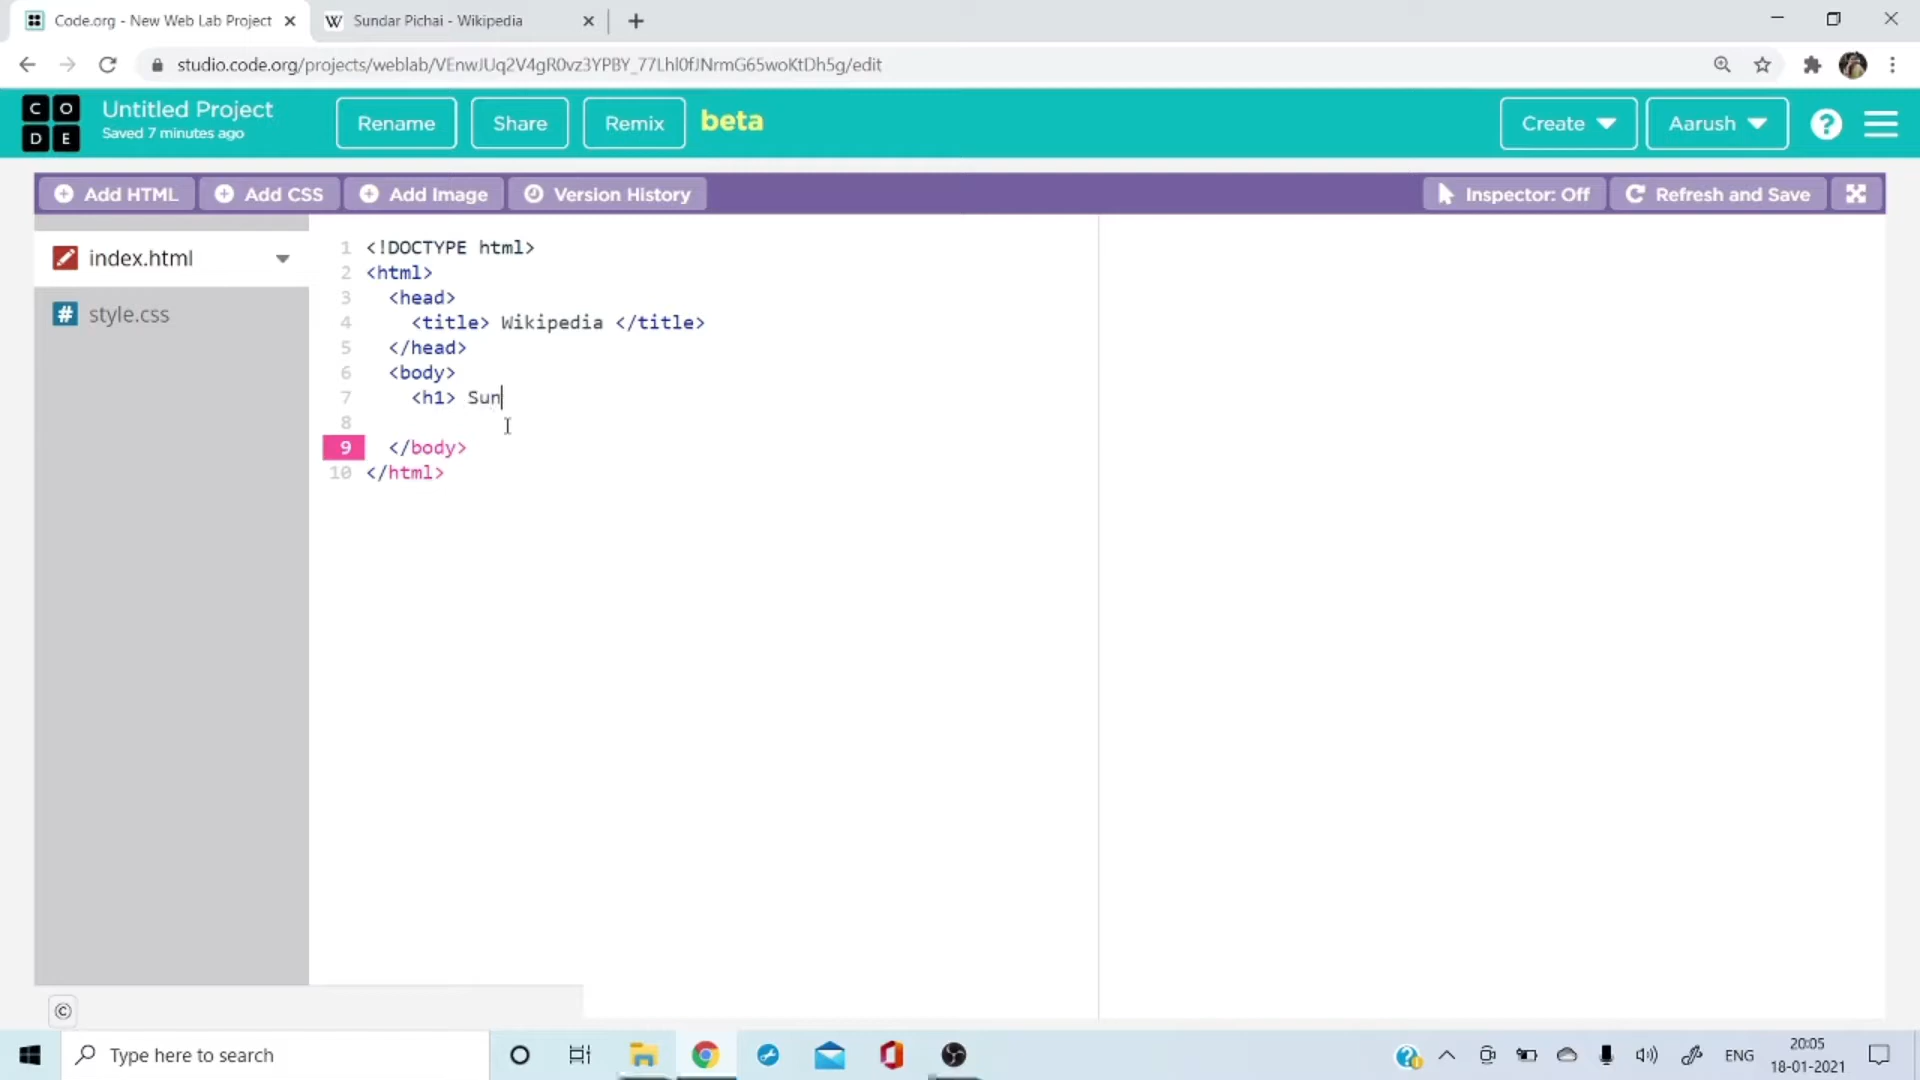 Code.org - New Web Lab Project
W Sundar Pichai - Wikipedia
studio.code.org/projects/weblab/VEnwJUq2V4gR0vz3YPBY_77Lhl0fJNrmG65woKtDh5g/edit
CO
DE
Untitled Project
Saved 7 minutes ago
Rename
Share
Remix
beta
Create
Aarush
?
Add HTML
Add CSS
Add Image
Version History
Inspector: Off
Refresh and Save
index.html
# style.css
1 <!DOCTYPE html>
2 <html>
3 <head>
4 <title> Wikipedia </title>
5 </head>
6 <body>
7 <h1> Sun
8
9 </body>
10 </html>
©
Type here to search
ENG
20:05
18-01-2021